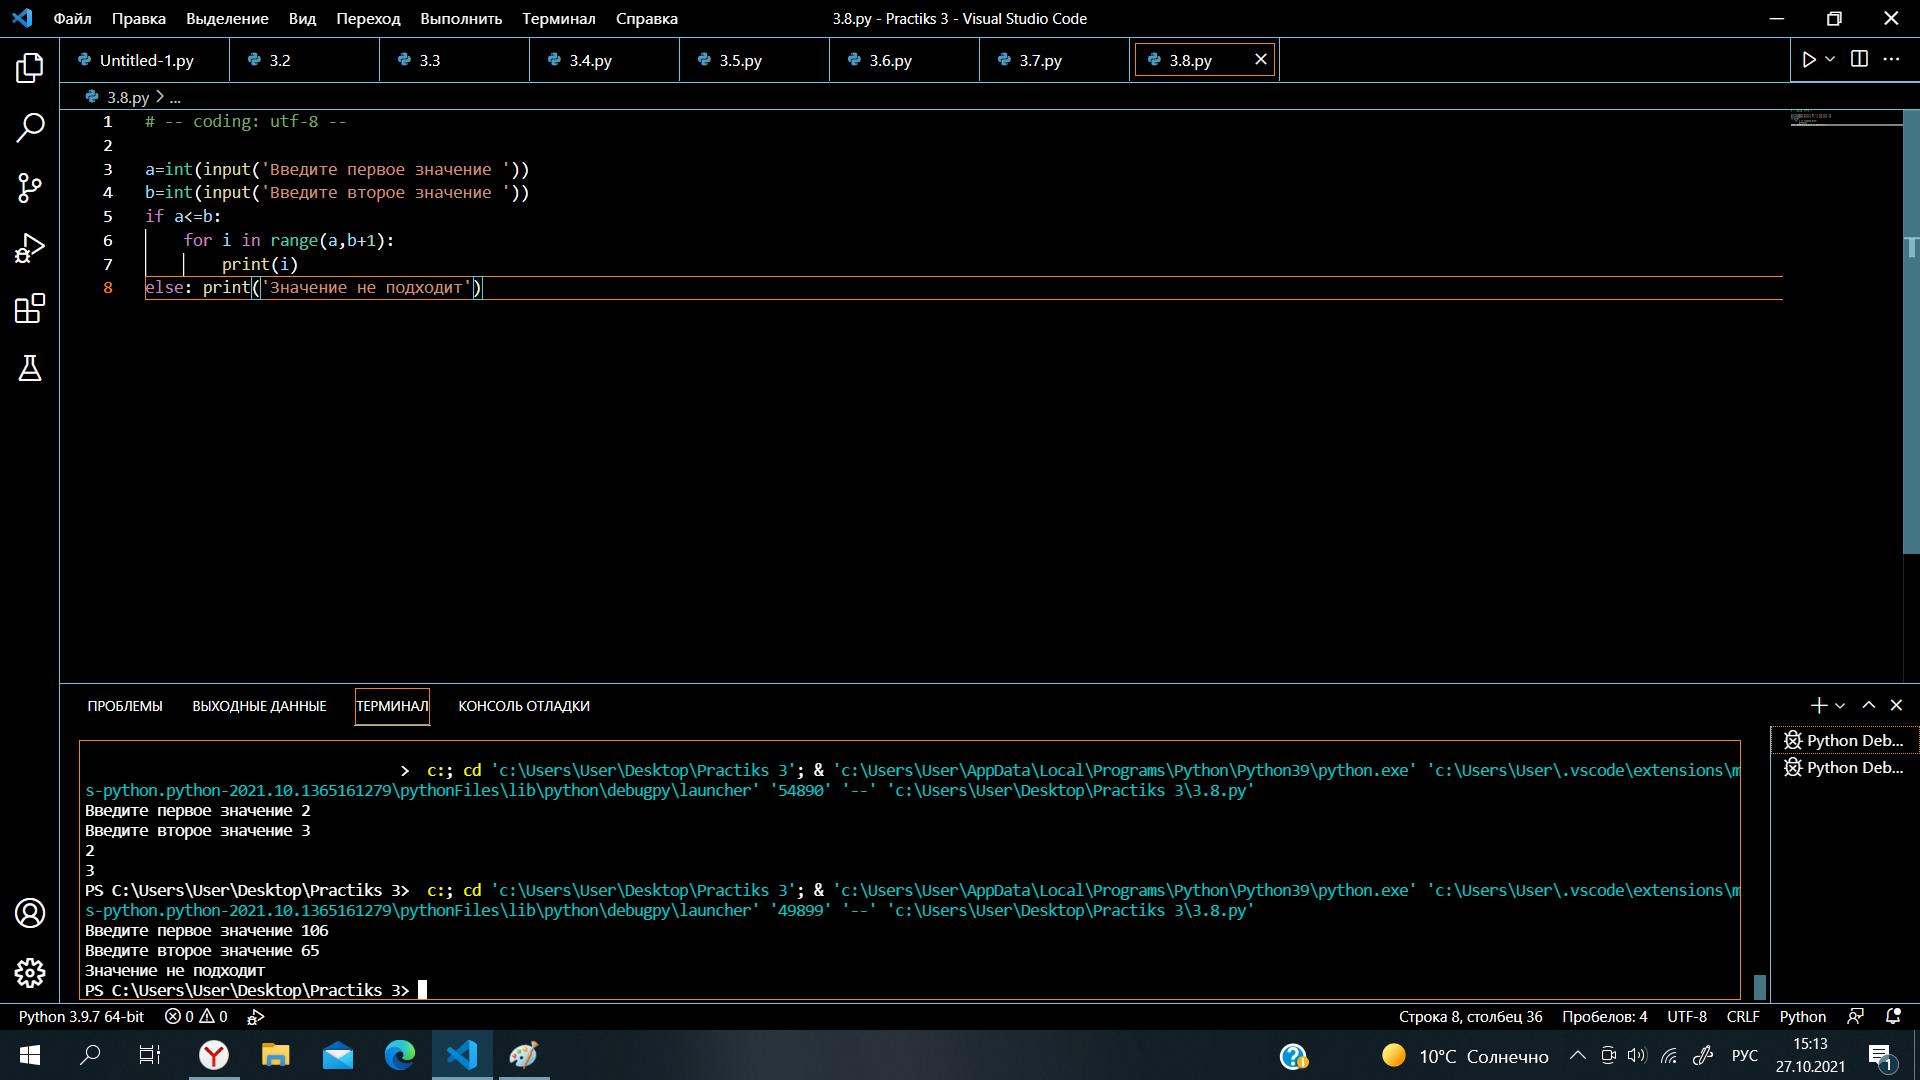 Файл Правка Выделение Вид Переход Выполнить Терминал Справка 3.8.py - Practiks 3 - Visual Studio Code
Untitled-1.py 3.2 3.3 3.4.py 3.5.py 3.6.py 3.7.py 3.8.py
3.8.py > ...
1 # -- coding: utf-8 --
2
3 a=int(input('Введите первое значение '))
4 b=int(input('Введите второе значение '))
5 if a<=b:
6 for i in range(a,b+1):
7 print(i)
8 else: print('Значение не подходит')
ПРОБЛЕМЫ ВЫХОДНЫЕ ДАННЫЕ ТЕРМИНАЛ КОНСОЛЬ ОТЛАДКИ
Python Deb...
Python Deb...
> c:; cd 'c:\Users\User\Desktop\Practiks 3'; & 'c:\Users\User\AppData\Local\Programs\Python\Python39\python.exe' 'c:\Users\User\.vscode\extensions\m
s-python.python-2021.10.1365161279\pythonFiles\lib\python\debugpy\launcher' '54890' '--' 'c:\Users\User\Desktop\Practiks 3\3.8.py'
Введите первое значение 2
Введите второе значение 3
2
3
PS C:\Users\User\Desktop\Practiks 3> c:; cd 'c:\Users\User\Desktop\Practiks 3'; & 'c:\Users\User\AppData\Local\Programs\Python\Python39\python.exe' 'c:\Users\User\.vscode\extensions\m
s-python.python-2021.10.1365161279\pythonFiles\lib\python\debugpy\launcher' '49899' '--' 'c:\Users\User\Desktop\Practiks 3\3.8.py'
Введите первое значение 106
Введите второе значение 65
Значение не подходит
PS C:\Users\User\Desktop\Practiks 3>
Python 3.9.7 64-bit 0 0 Строка 8, столбец 36 Пробелов: 4 UTF-8 CRLF Python
10°C Солнечно РУС 15:13
27.10.2021 1